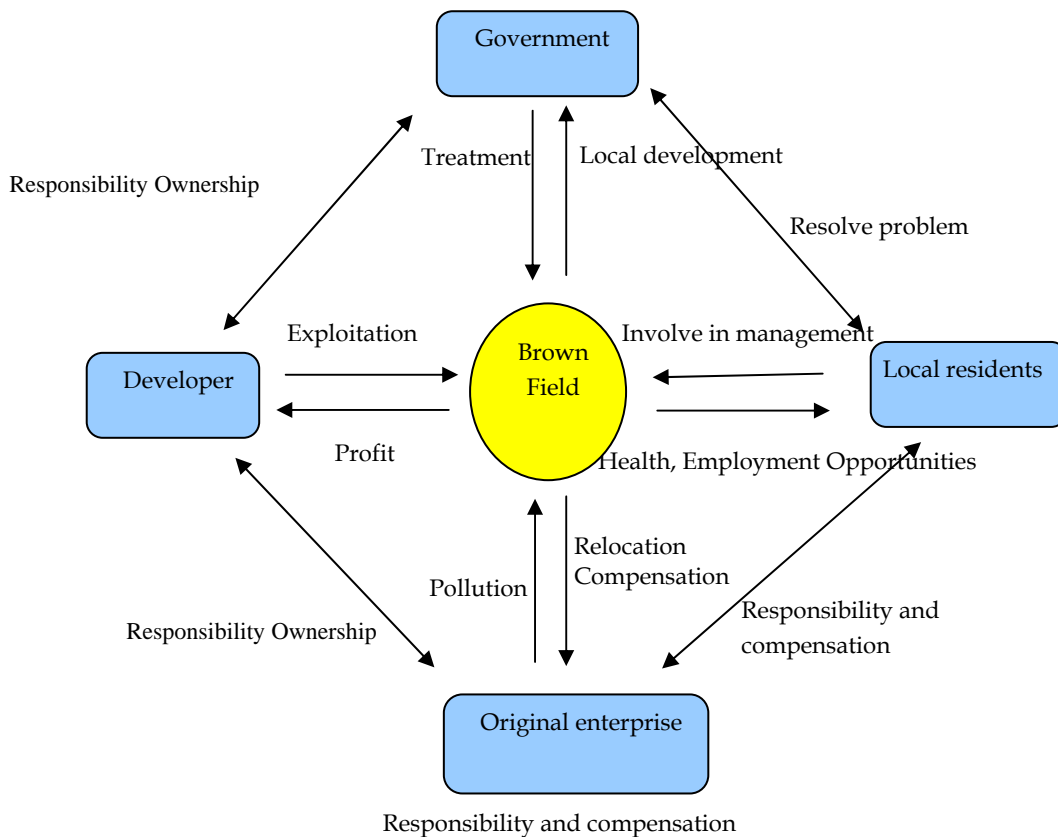 Government
Treatment
Local development
Responsibility Ownership
Resolve problem
Exploitation
Involve in management
Brown
Field
Developer
Local residents
Profit
Health, Employment Opportunities
Relocation
Compensation
Pollution
Responsibility and
compensation
Responsibility Ownership
Original enterprise
Responsibility and compensation